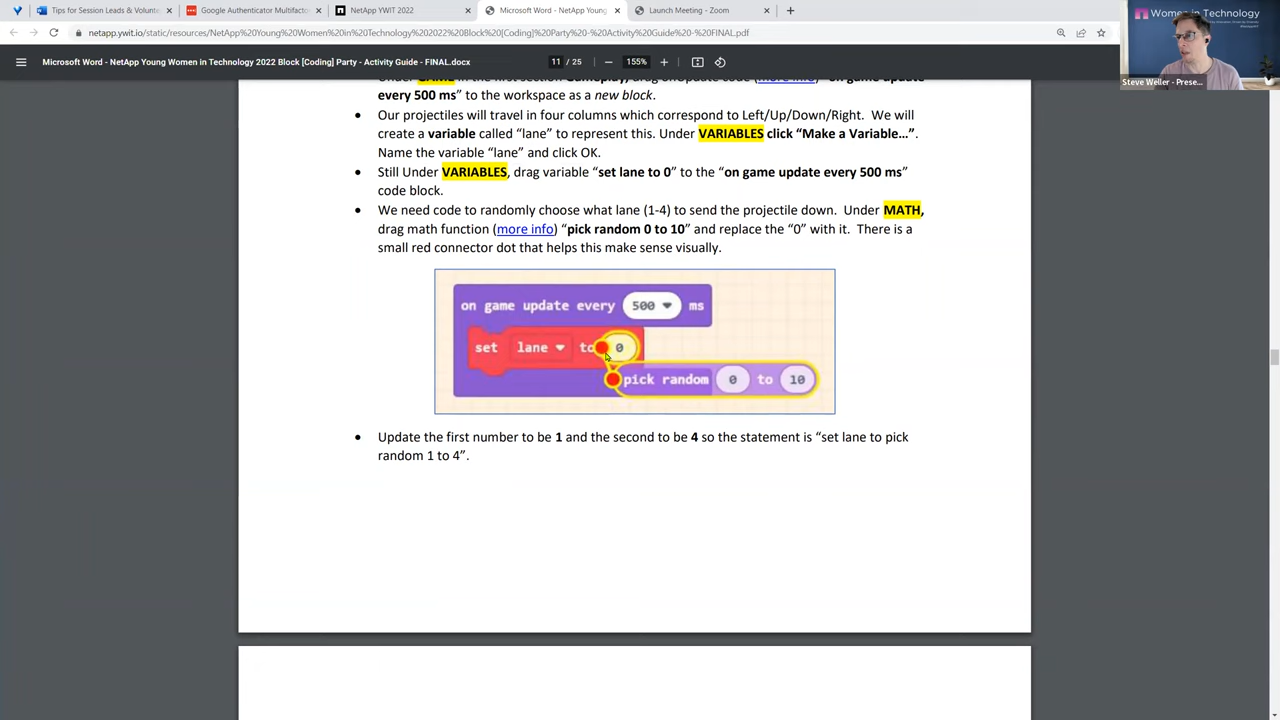 Tips for Session Leads & Volunte
Google Authenticator Multifacto
NetApp YWIT 2022
Microsoft Word - NetApp Young
Launch Meeting - Zoom
netapp.ywit.io/static/resources/NetApp%20Young%20Women%20in%20Technology%202022%20Block%20[Coding]%20Party%20-%20Activity%20Guide%20-%20FINAL.pdf
Microsoft Word - NetApp Young Women in Technology 2022 Block [Coding] Party - Activity Guide - FINAL.docx
11 / 25
155%
Women in Technology
Steve Weller - Prese...
every 500 ms” to the workspace as a new block.
• Our projectiles will travel in four columns which correspond to Left/Up/Down/Right. We will
create a variable called “lane” to represent this. Under VARIABLES click “Make a Variable…”.
Name the variable “lane” and click OK.
• Still Under VARIABLES, drag variable “set lane to 0” to the “on game update every 500 ms”
code block.
• We need code to randomly choose what lane (1-4) to send the projectile down. Under MATH,
drag math function (more info) “pick random 0 to 10” and replace the “0” with it. There is a
small red connector dot that helps this make sense visually.
on game update every 500 ms
set lane to 0
pick random 0 to 10
• Update the first number to be 1 and the second to be 4 so the statement is “set lane to pick
random 1 to 4”.